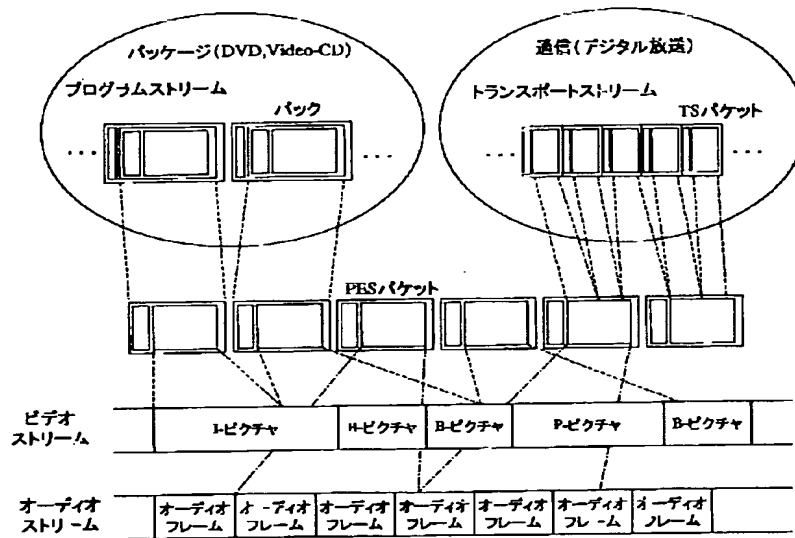 パッケージ(DVD,Video-CD)
プログラムストリーム
パック
通信(デジタル放送)
トランスポートストリーム
TSパケット
PESパケット
ビデオ
ストリーム
I-ピクチャ
B-ピクチャ
B-ピクチャ
P-ピクチャ
B-ピクチャ
オーディオ
ストリーム
オーディオ
フレーム
オーディオ
フレーム
オーディオ
フレーム
オーディオ
フレーム
オーディオ
フレーム
オーディオ
フレーム
オーディオ
フレーム